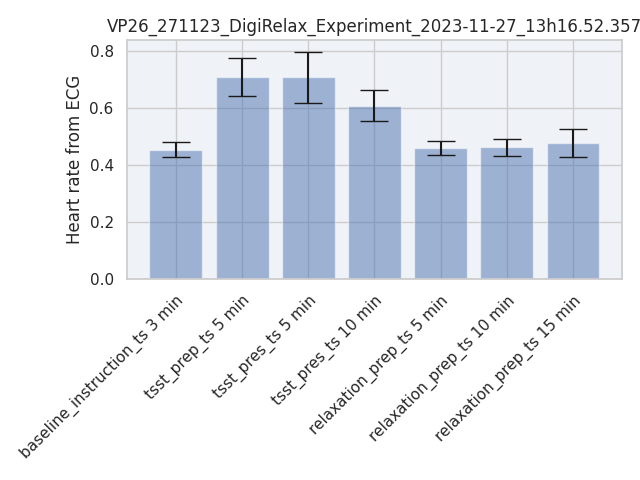 VP26_271123_DigiRelax_Experiment_2023-11-27_13h16.52.357
Heart rate from ECG
0.8
0.6
0.4
0.2
0.0
baseline_instruction_ts 3 min
tsst_prep_ts 5 min
tsst_pres_ts 5 min
tsst_pres_ts 10 min
relaxation_prep_ts 5 min
relaxation_prep_ts 10 min
relaxation_prep_ts 15 min